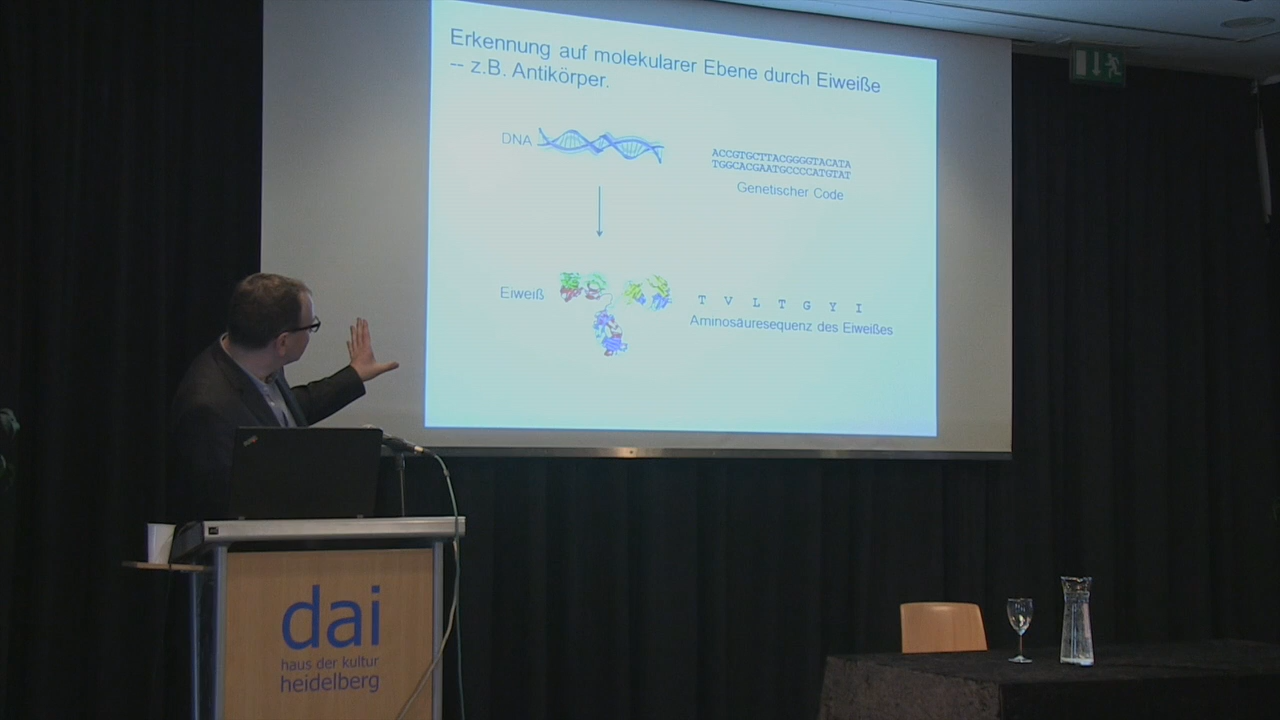 Erkennung auf molekularer Ebene durch Eiweiße
-- z.B. Antikörper.
DNA
ACCGTGCTTACGGGGTACATA
TGGCACGAATGCCCCATGTAT
Genetischer Code
Eiweiß
T V L T G Y I
Aminosäuresequenz des Eiweißes
dai
haus der kultur
heidelberg